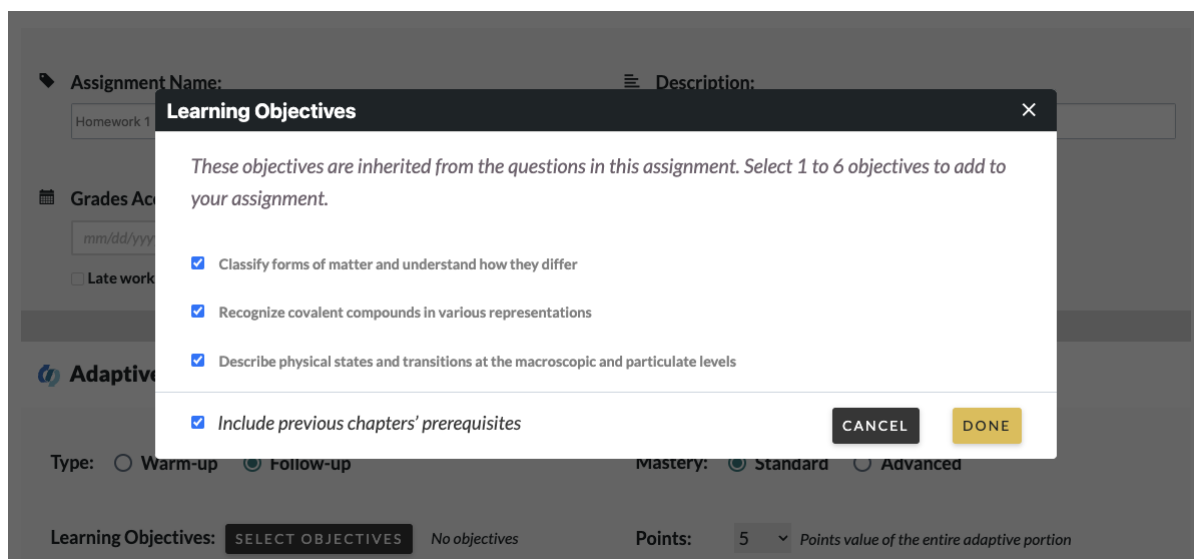 Assignment Name:
Description:
Homework 1
Learning Objectives
These objectives are inherited from the questions in this assignment. Select 1 to 6 objectives to add to
your assignment.
Grades Acc
mm/dd/yyy
Late work
Classify forms of matter and understand how they differ
Recognize covalent compounds in various representations
Describe physical states and transitions at the macroscopic and particulate levels
Adaptive
Include previous chapters' prerequisites
CANCEL
DONE
Type: Warm-up Follow-up
Mastery: Standard Advanced
Learning Objectives: SELECT OBJECTIVES No objectives
Points: 5 Points value of the entire adaptive portion